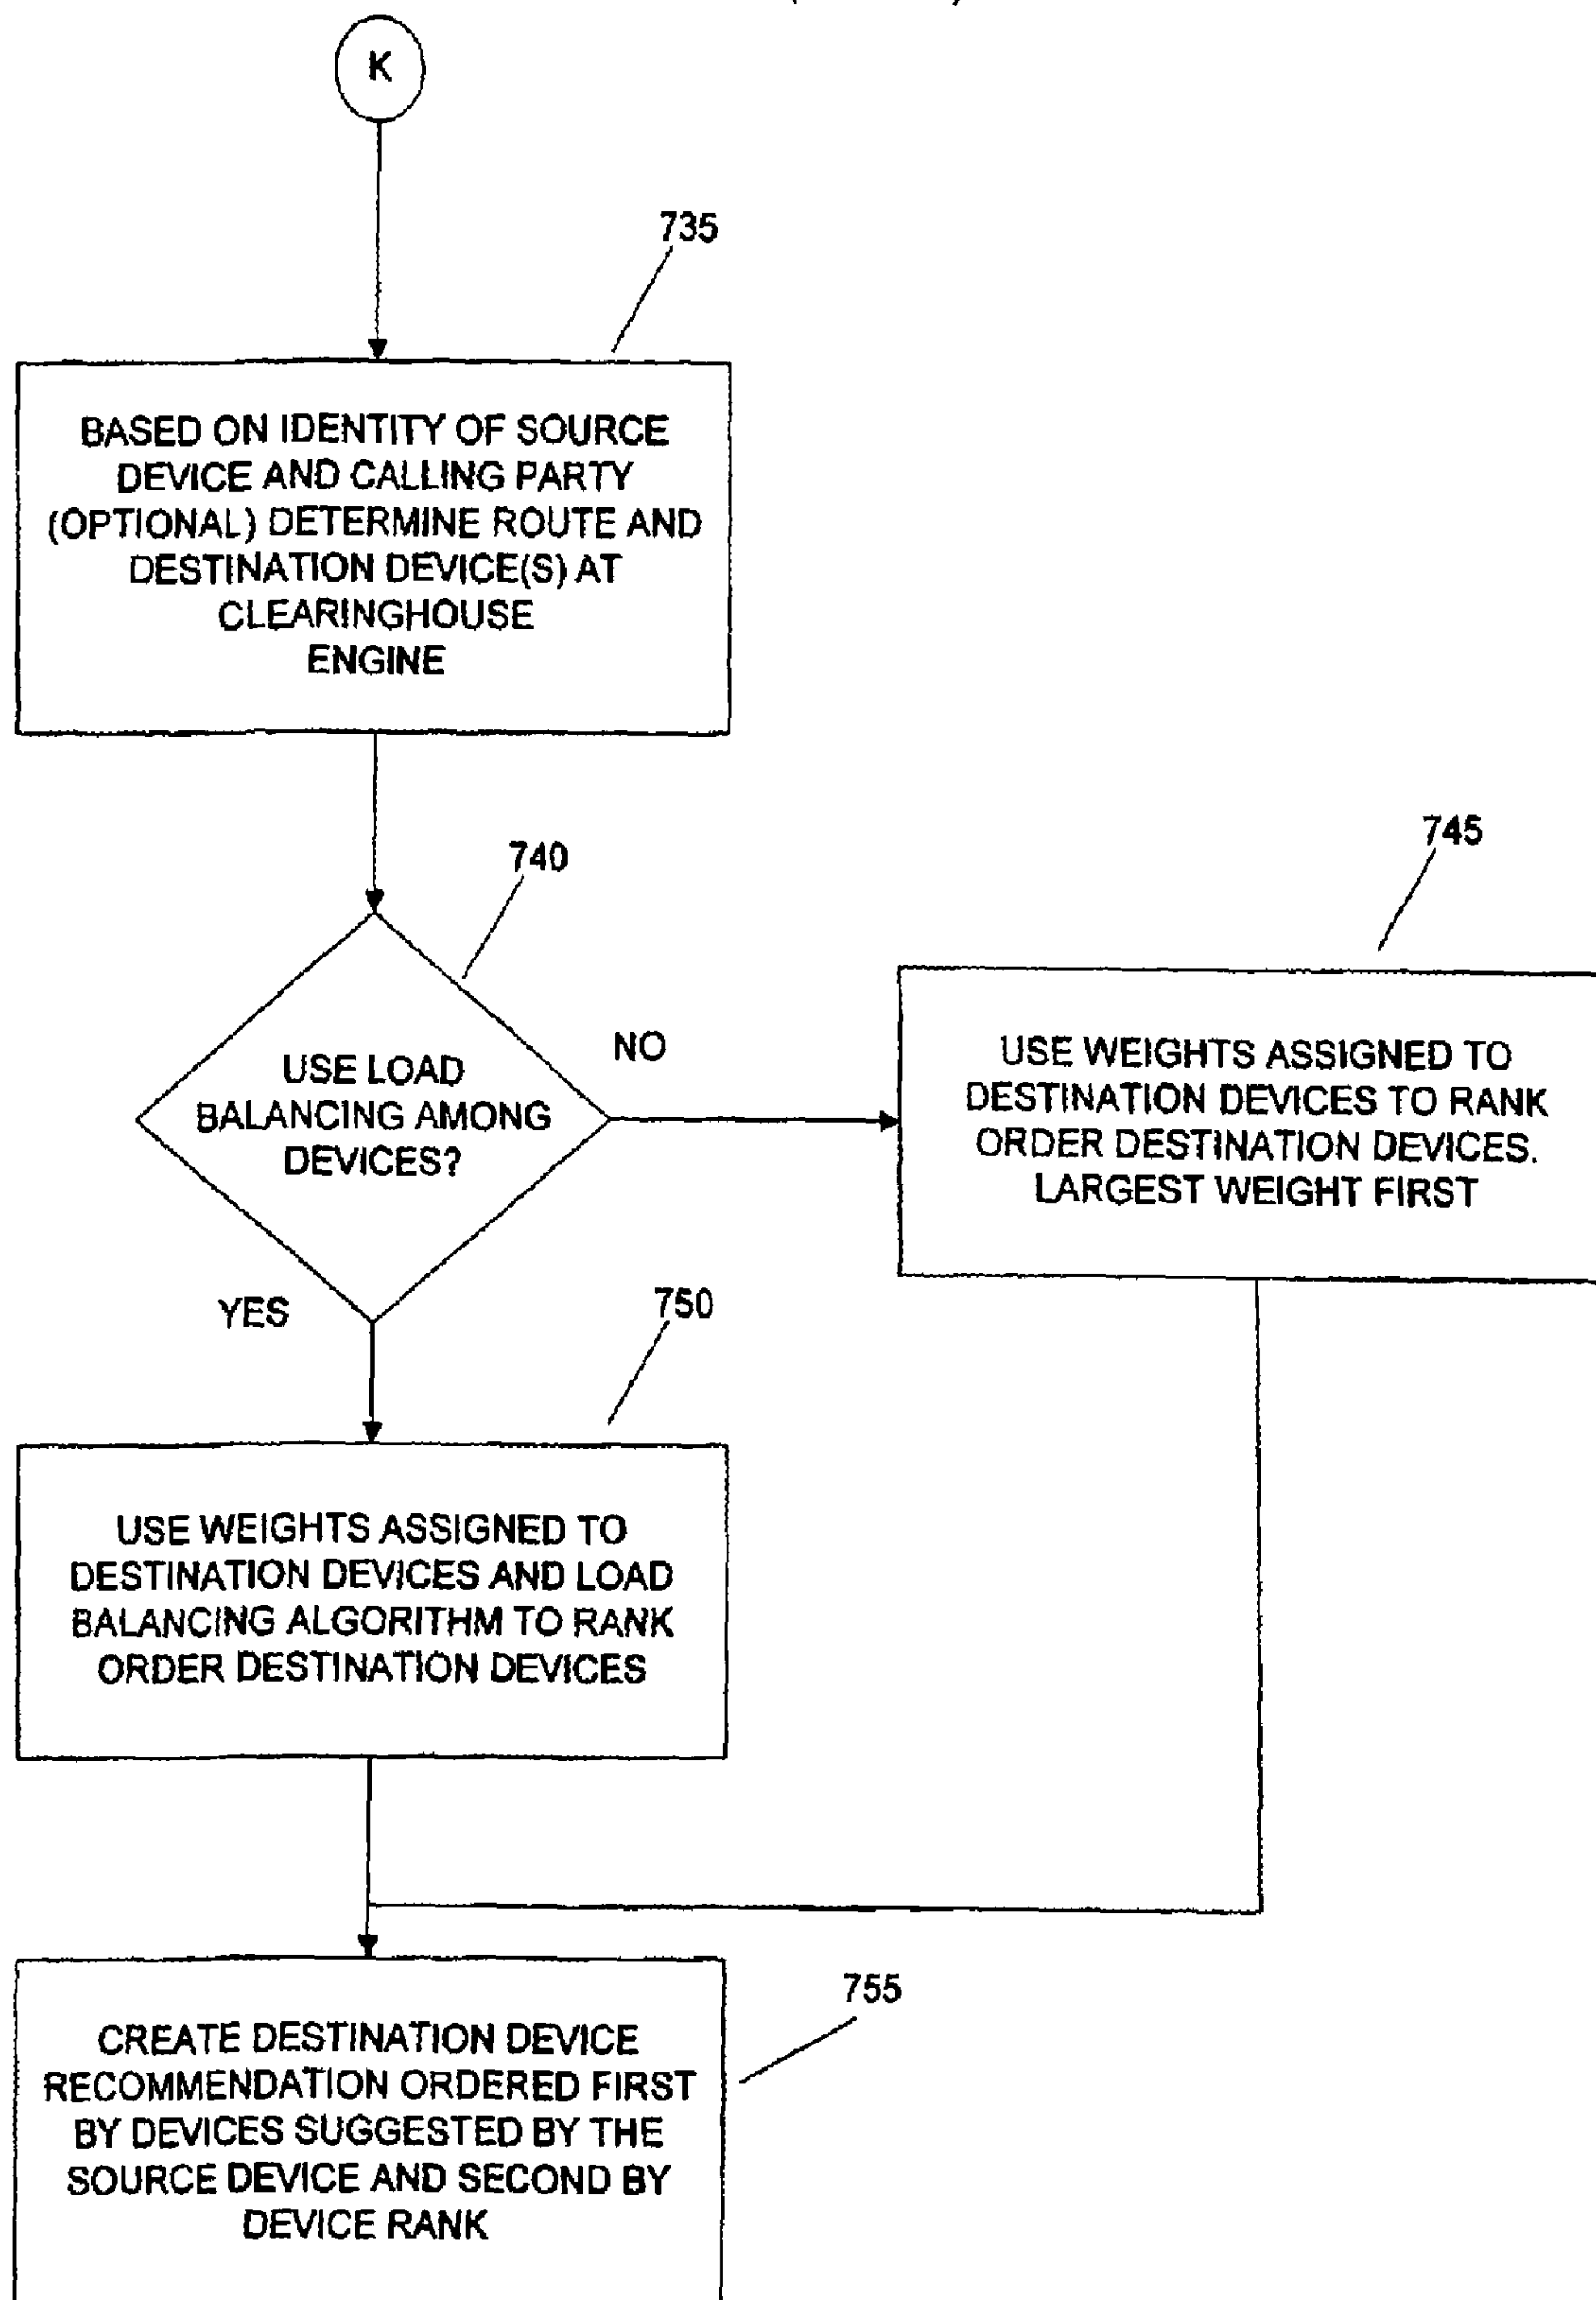 K
735
BASED ON IDENTITY OF SOURCE
DEVICE AND CALLING PARTY
(OPTIONAL) DETERMINE ROUTE AND
DESTINATION DEVICE(S) AT
CLEARINGHOUSE
ENGINE
740
USE LOAD
BALANCING AMONG
DEVICES?
NO
YES
745
USE WEIGHTS ASSIGNED TO
DESTINATION DEVICES TO RANK
ORDER DESTINATION DEVICES.
LARGEST WEIGHT FIRST
750
USE WEIGHTS ASSIGNED TO
DESTINATION DEVICES AND LOAD
BALANCING ALGORITHM TO RANK
ORDER DESTINATION DEVICES
755
CREATE DESTINATION DEVICE
RECOMMENDATION ORDERED FIRST
BY DEVICES SUGGESTED BY THE
SOURCE DEVICE AND SECOND BY
DEVICE RANK